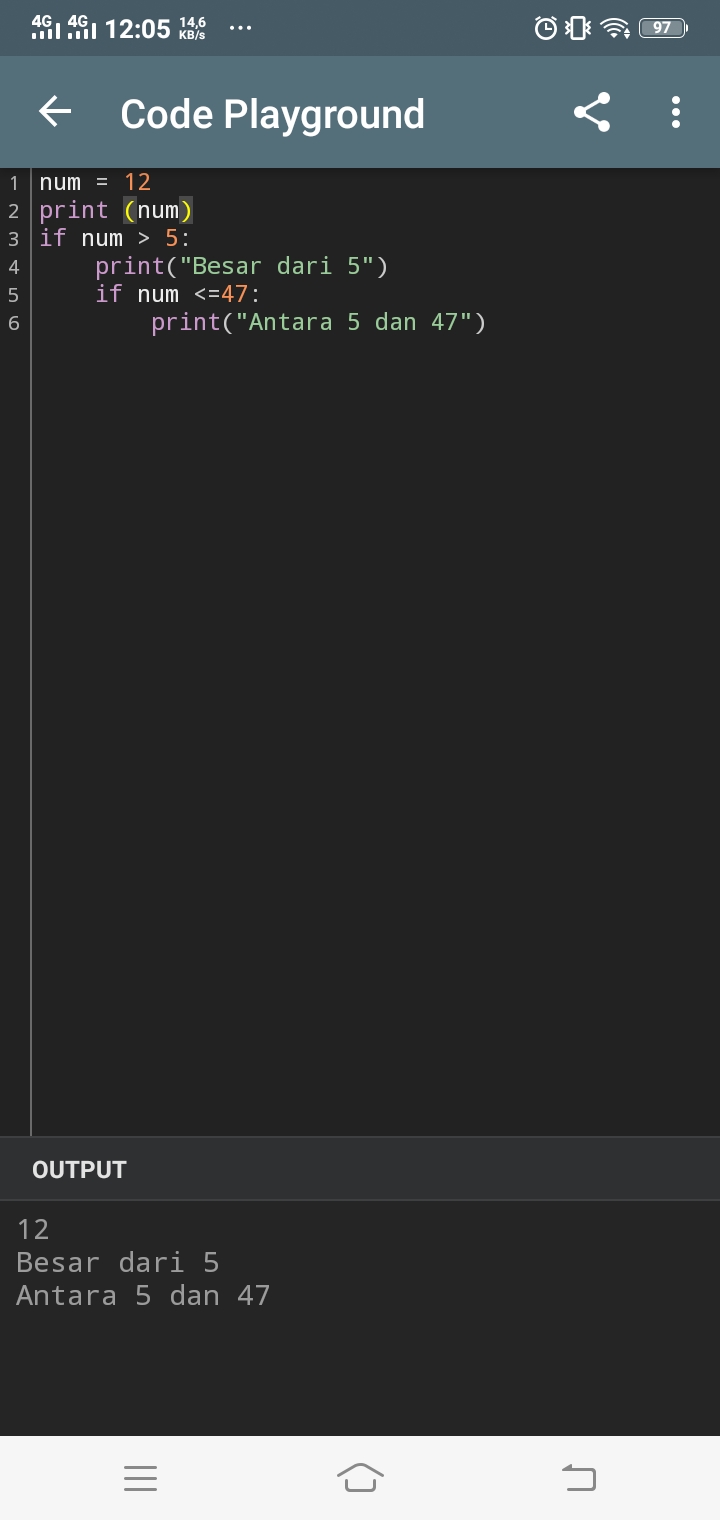 4G 4G 12:05 14,6 KB/s ... 97
Code Playground
1 num = 12
2 print (num)
3 if num > 5:
4     print("Besar dari 5")
5     if num <=47:
6         print("Antara 5 dan 47")
OUTPUT
12
Besar dari 5
Antara 5 dan 47